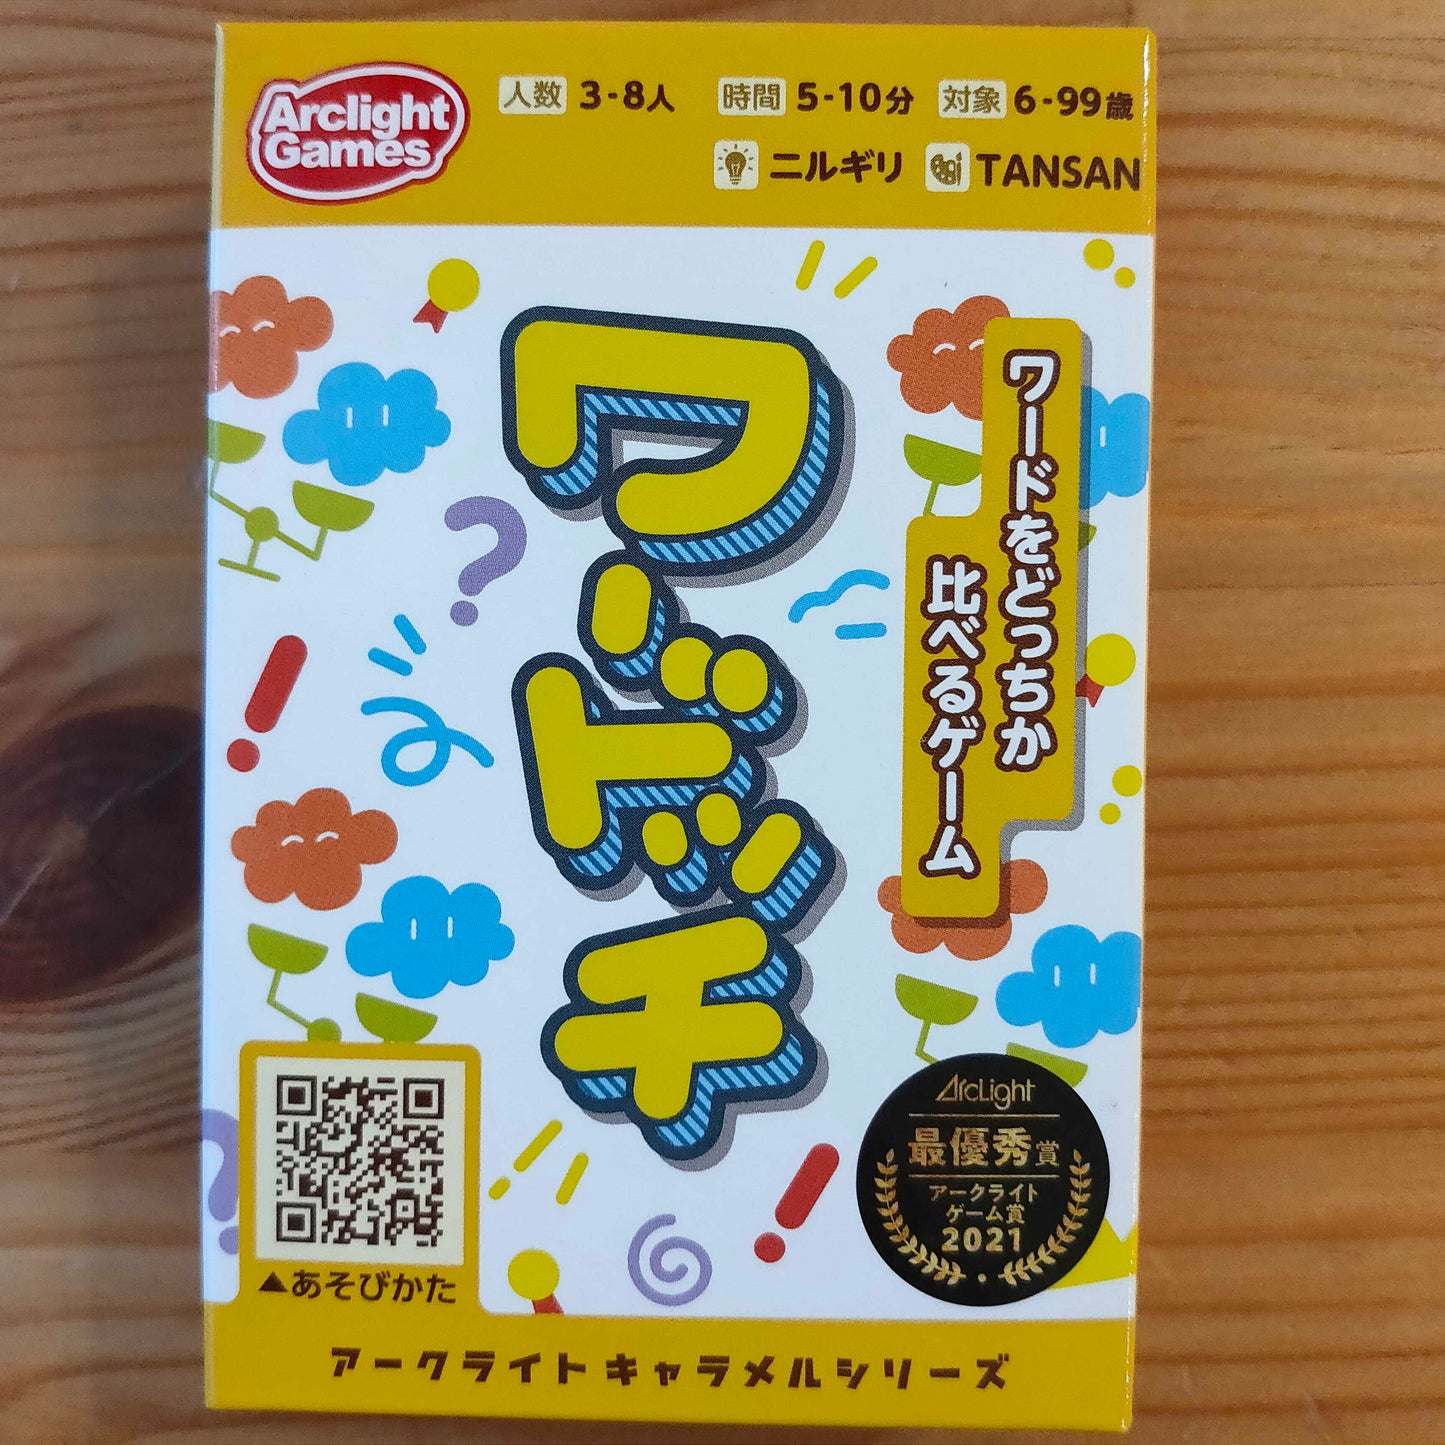 Arclight
Games
人数 3-8人 時間 5-10分 対象 6-99歳
ニルギリ TANSAN
ワードをどっちか
比べるゲーム
ワードッチ
ArcLight
最優秀賞
アークライト
ゲーム賞
2021
▲あそびかた
アークライトキャラメルシリーズ